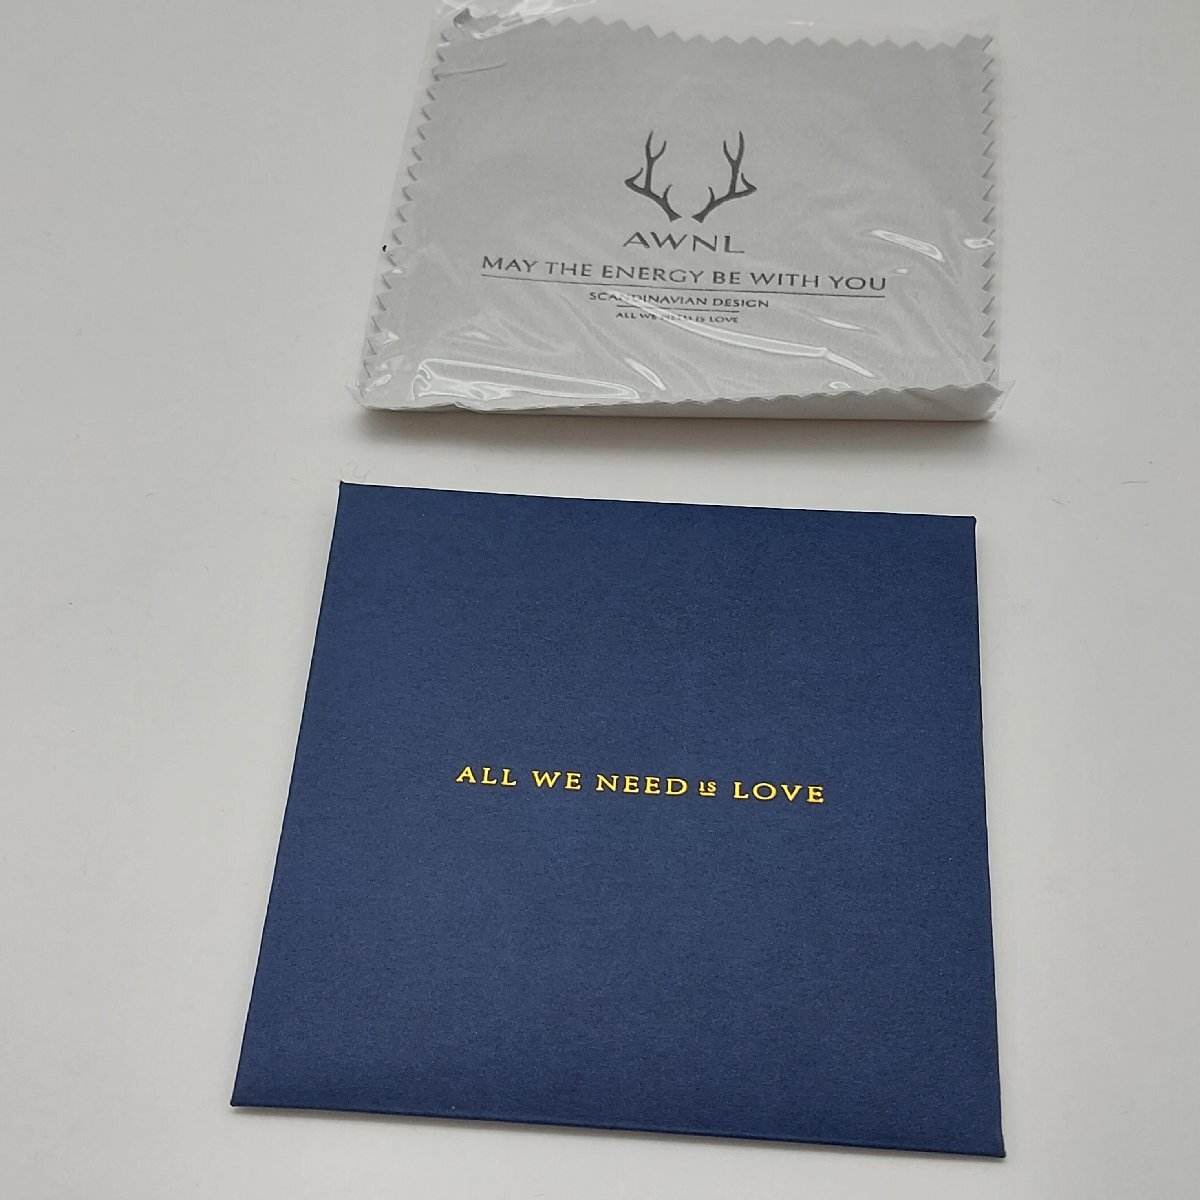 AWNL
MAY THE ENERGY BE WITH YOU
SCANDINAVIAN DESIGN
ALL WE NEED IS LOVE
ALL WE NEED IS LOVE